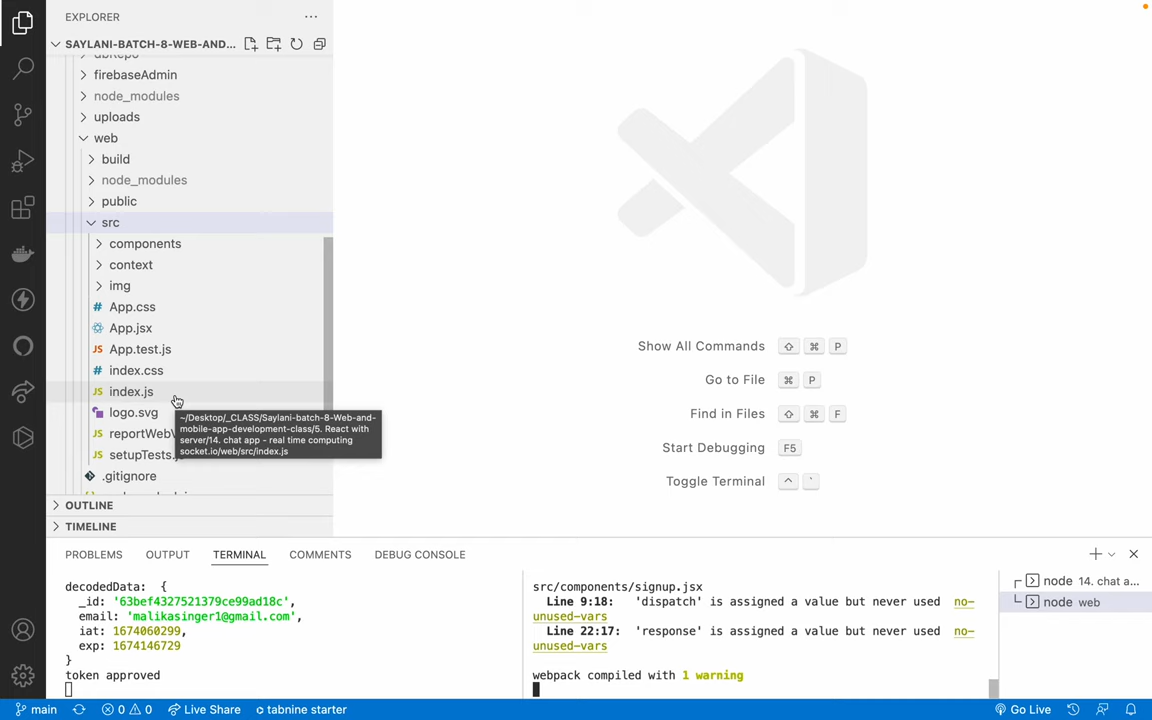 EXPLORER
SAYLANI-BATCH-8-WEB-AND...
firebaseAdmin
node_modules
uploads
web
build
node_modules
public
src
components
context
img
App.css
App.jsx
App.test.js
index.css
index.js
logo.svg
~/Desktop/_CLASS/Saylani-batch-8-Web-and-
mobile-app-development-class/5. React with
server/14. chat app - real time computing
socket.io/web/src/index.js
reportWebV
setupTests.j
.gitignore
OUTLINE
TIMELINE
Show All Commands ⇧ ⌘ P
Go to File ⌘ P
Find in Files ⇧ ⌘ F
Start Debugging F5
Toggle Terminal ^ `
PROBLEMS OUTPUT TERMINAL COMMENTS DEBUG CONSOLE
decodedData: {
_id: '63bef4327521379ce99ad18c',
email: 'malikasinger1@gmail.com',
iat: 1674060299,
exp: 1674146729
}
token approved
src/components/signup.jsx
Line 9:18: 'dispatch' is assigned a value but never used no-
unused-vars
Line 22:17: 'response' is assigned a value but never used no-
unused-vars
webpack compiled with 1 warning
node 14. chat a...
node web
main 0 0 Live Share tabnine starter Go Live